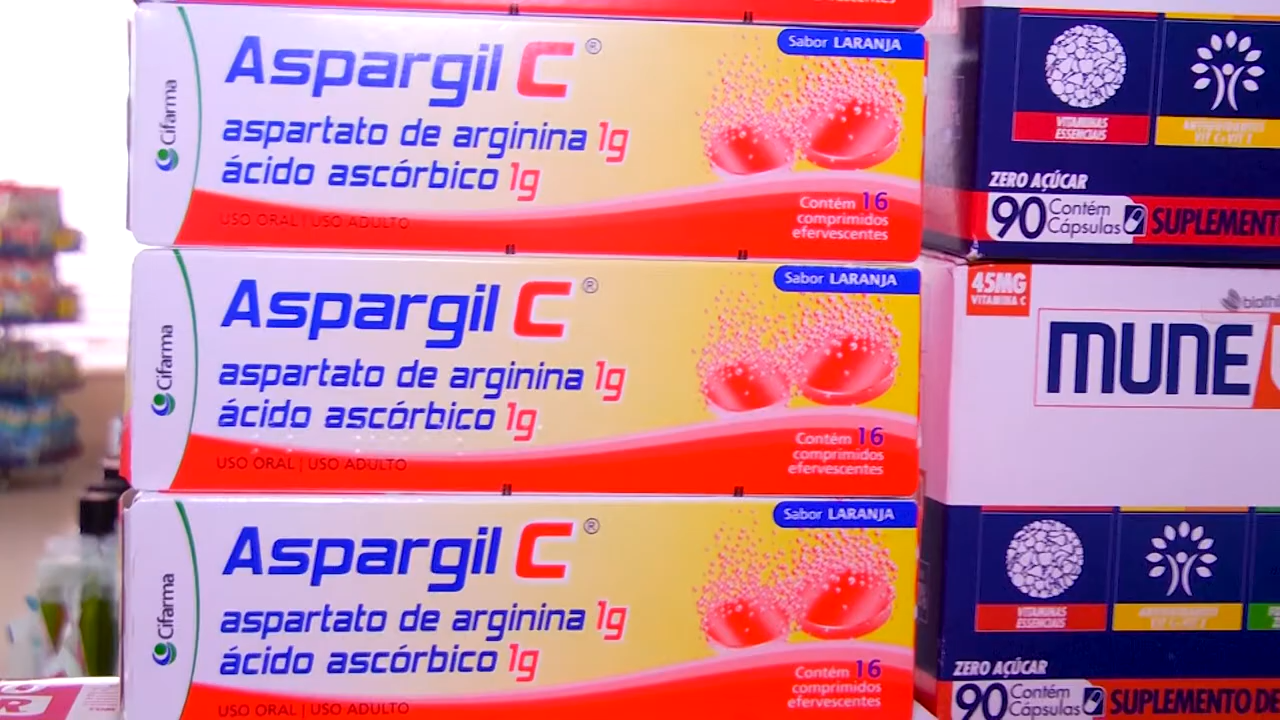 Sabor LARANJA
Aspargil C®
Cifarma
aspartato de arginina 1g
ácido ascórbico 1g
USO ORAL | USO ADULTO
Contém 16
comprimidos
efervescentes
Sabor LARANJA
Aspargil C®
Cifarma
aspartato de arginina 1g
ácido ascórbico 1g
USO ORAL | USO ADULTO
Contém 16
comprimidos
efervescentes
Sabor LARANJA
Aspargil C®
Cifarma
aspartato de arginina 1g
ácido ascórbico 1g
USO ORAL | USO ADULTO
Contém 16
comprimidos
efervescentes
VITAMINAS
ESSENCIAIS
ZERO AÇÚCAR
90 Contém
Cápsulas
SUPLEMENTO
45MG
VITAMINA C
MUNE
VITAMINAS
ESSENCIAIS
ZERO AÇÚCAR
90 Contém
Cápsulas
SUPLEMENTO DE